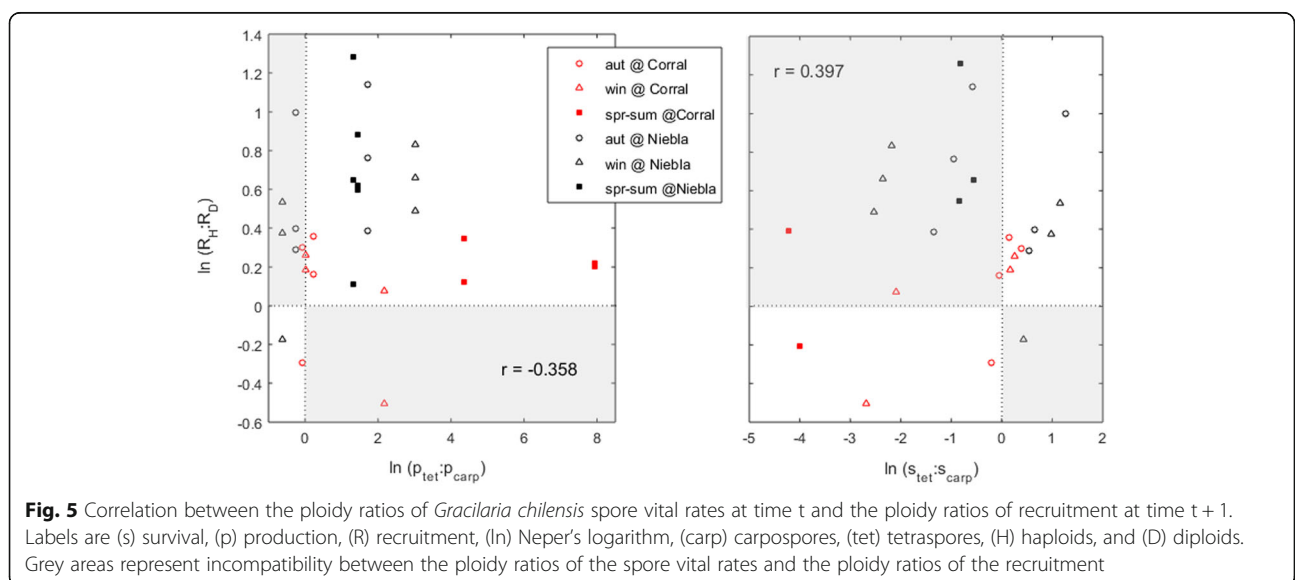 1.4
1.2
1
0.8
0.6
0.4
0.2
0
-0.2
-0.4
-0.6
ln (R_H:R_D)
0 2 4 6 8
ln (p_tet:p_carp)
r = -0.358
aut @ Corral
win @ Corral
spr-sum @Corral
aut @ Niebla
win @ Niebla
spr-sum @Niebla
r = 0.397
-5 -4 -3 -2 -1 0 1 2
ln (s_tet:s_carp)
Fig. 5 Correlation between the ploidy ratios of Gracilaria chilensis spore vital rates at time t and the ploidy ratios of recruitment at time t + 1.
Labels are (s) survival, (p) production, (R) recruitment, (ln) Neper's logarithm, (carp) carpospores, (tet) tetraspores, (H) haploids, and (D) diploids.
Grey areas represent incompatibility between the ploidy ratios of the spore vital rates and the ploidy ratios of the recruitment